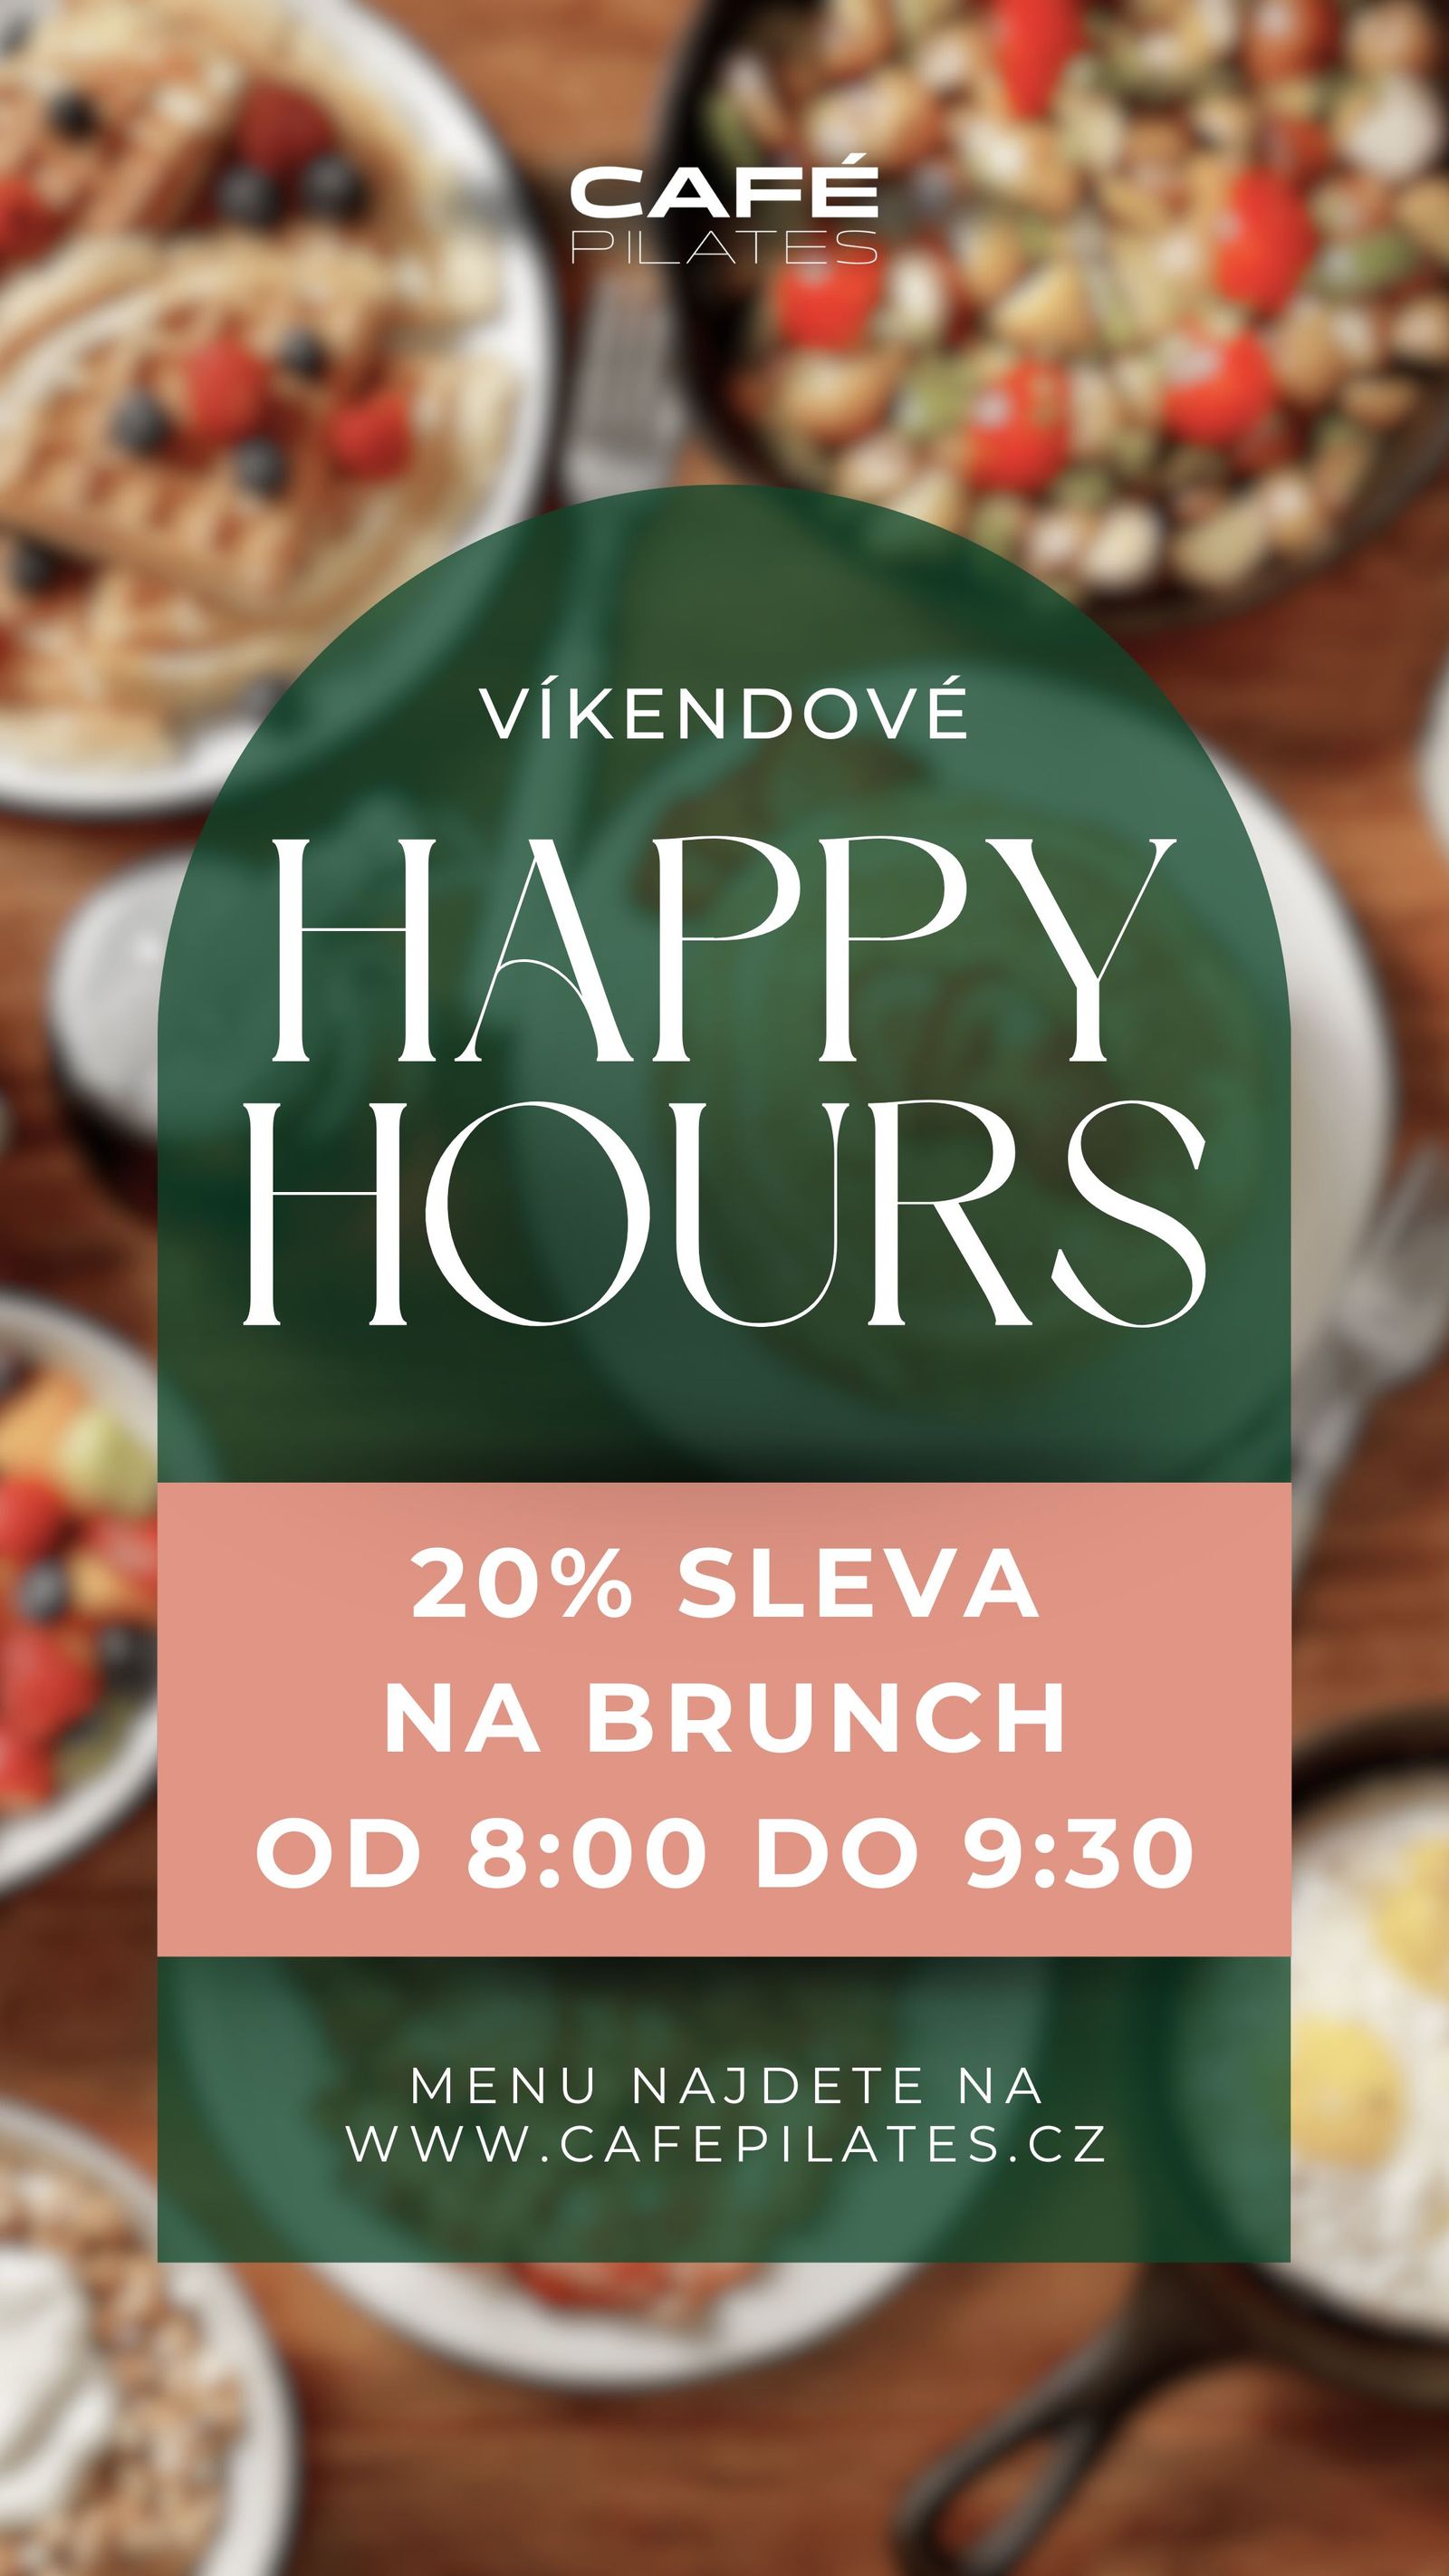 CAFÉ
PILATES
VÍKENDOVÉ
HAPPY
HOURS
20% SLEVA
NA BRUNCH
OD 8:00 DO 9:30
MENU NAJDETE NA
WWW.CAFEPILATES.CZ